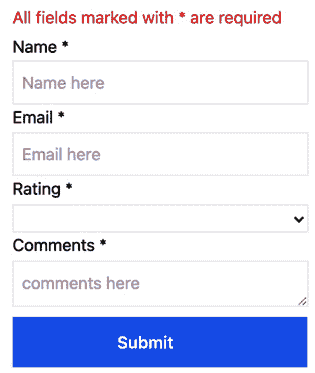 All fields marked with * are required
Name *
Name here
Email *
Email here
Rating *
Comments *
comments here
Submit